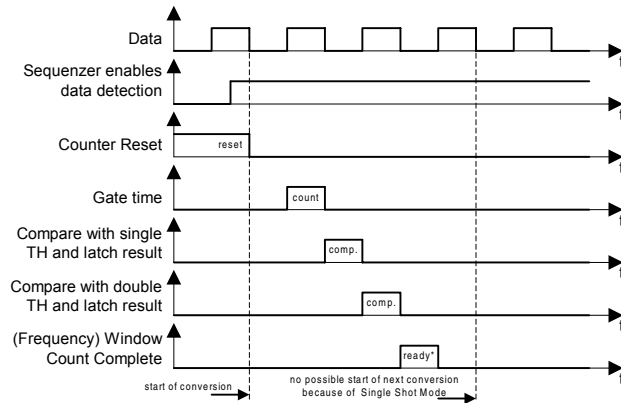 Data
t
Sequenzer enables
data detection
t
Counter Reset
reset
t
Gate time
count
t
Compare with single
TH and latch result
comp.
t
Compare with double
TH and latch result
comp.
t
(Frequency) Window
Count Complete
ready*
t
start of conversion
no possible start of next conversion
because of Single Shot Mode